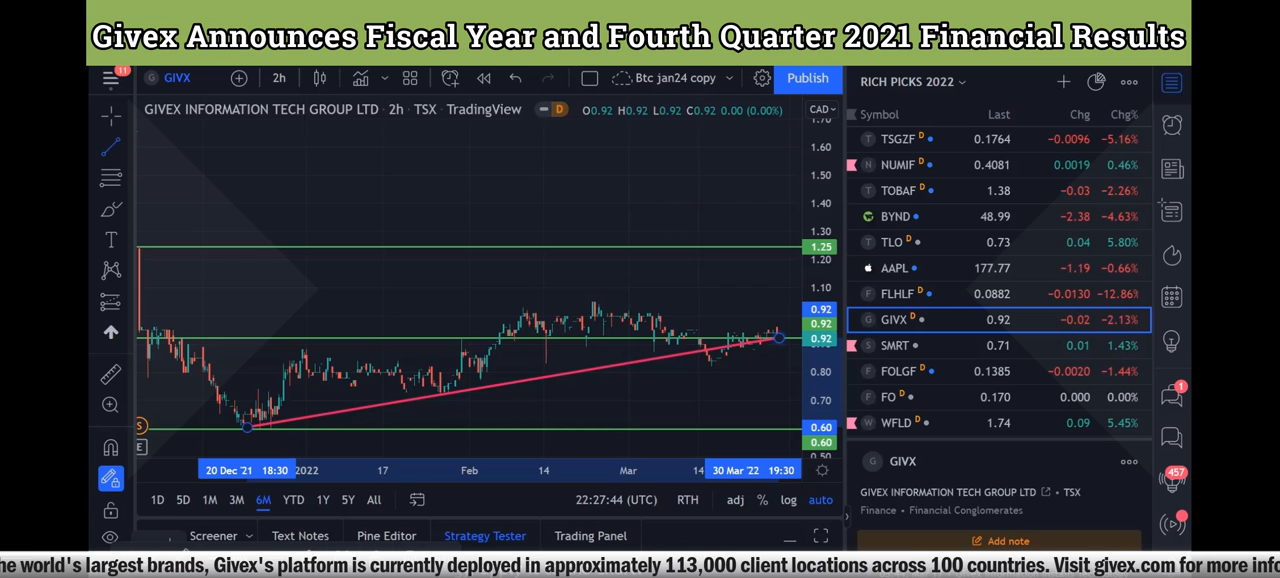 Givex Announces Fiscal Year and Fourth Quarter 2021 Financial Results
11
G GIVX 2h Btc jan24 copy Publish
RICH PICKS 2022
GIVEX INFORMATION TECH GROUP LTD · 2h · TSX · TradingView D O0.92 H0.92 L0.92 C0.92 0.00 (0.00%)
CAD
1.70
1.60
1.50
1.40
1.30
1.25
1.20
1.10
0.92
0.92
0.92
0.80
0.70
0.60
0.60
0.50
S
E
20 Dec '21 18:30 2022 17 Feb 14 Mar 14 30 Mar '22 19:30
1D 5D 1M 3M 6M YTD 1Y 5Y All 22:27:44 (UTC) RTH adj % log auto
Screener Text Notes Pine Editor Strategy Tester Trading Panel
Symbol Last Chg Chg%
T TSGZF D 0.1764 −0.0096 −5.16%
N NUMIF D 0.4081 0.0019 0.46%
T TOBAF D 1.38 −0.03 −2.26%
BYND 48.99 −2.38 −4.63%
T TLO D 0.73 0.04 5.80%
AAPL 177.77 −1.19 −0.66%
F FLHLF D 0.0882 −0.0130 −12.86%
G GIVX D 0.92 −0.02 −2.13%
S SMRT 0.71 0.01 1.43%
F FOLGF D 0.1385 −0.0020 −1.44%
F FO D 0.170 0.000 0.00%
W WFLD D 1.74 0.09 5.45%
G GIVX
GIVEX INFORMATION TECH GROUP LTD · TSX
Finance · Financial Conglomerates
Add note
1
457
he world's largest brands, Givex's platform is currently deployed in approximately 113,000 client locations across 100 countries. Visit givex.com for more info